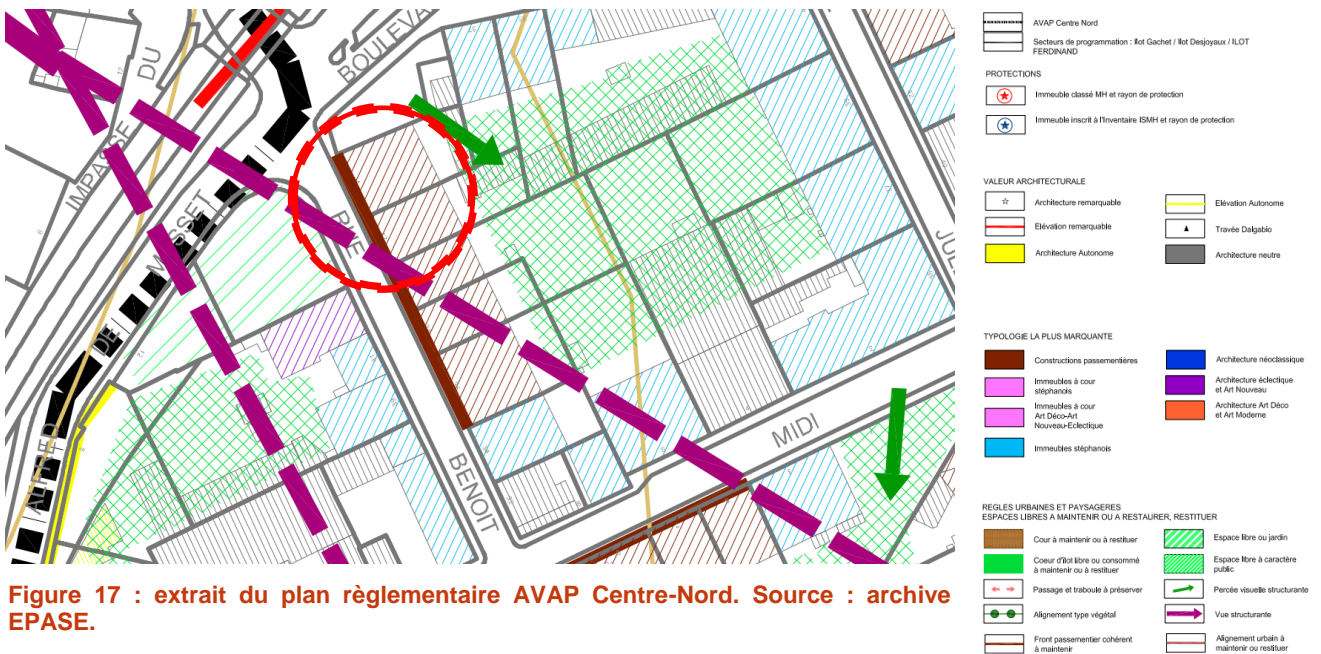 IMPASSE DU
BOULEVA
ALFRED DE MUSSET
RUE
BENOIT
MIDI
JULE
Figure 17 : extrait du plan règlementaire AVAP Centre-Nord. Source : archive
EPASE.
AVAP Centre Nord
Secteurs de programmation : Ilot Gachet / Ilot Desjoyaux / ILOT
FERDINAND
PROTECTIONS
Immeuble classé MH et rayon de protection
Immeuble inscrit à l'Inventaire ISMH et rayon de protection
VALEUR ARCHITECTURALE
Architecture remarquable
Elévation remarquable
Architecture Autonome
Elévation Autonome
Travée Dalgabio
Architecture neutre
TYPOLOGIE LA PLUS MARQUANTE
Constructions passementières
Immeubles à cour
stéphanois
Immeubles à cour
Art Déco-Art
Nouveau-Eclectique
Immeubles stéphanois
Architecture néoclassique
Architecture éclectique
et Art Nouveau
Architecture Art Déco
et Art Moderne
REGLES URBAINES ET PAYSAGERES
ESPACES LIBRES A MAINTENIR OU A RESTAURER, RESTITUER
Cour à maintenir ou à restituer
Coeur d'îlot libre ou consommé
à maintenir ou à restituer
Passage et traboule à préserver
Alignement type végétal
Front passementier cohérent
à maintenir
Espace libre ou jardin
Espace libre à caractère
public
Percée visuelle structurante
Vue structurante
Alignement urbain à
maintenir ou restituer